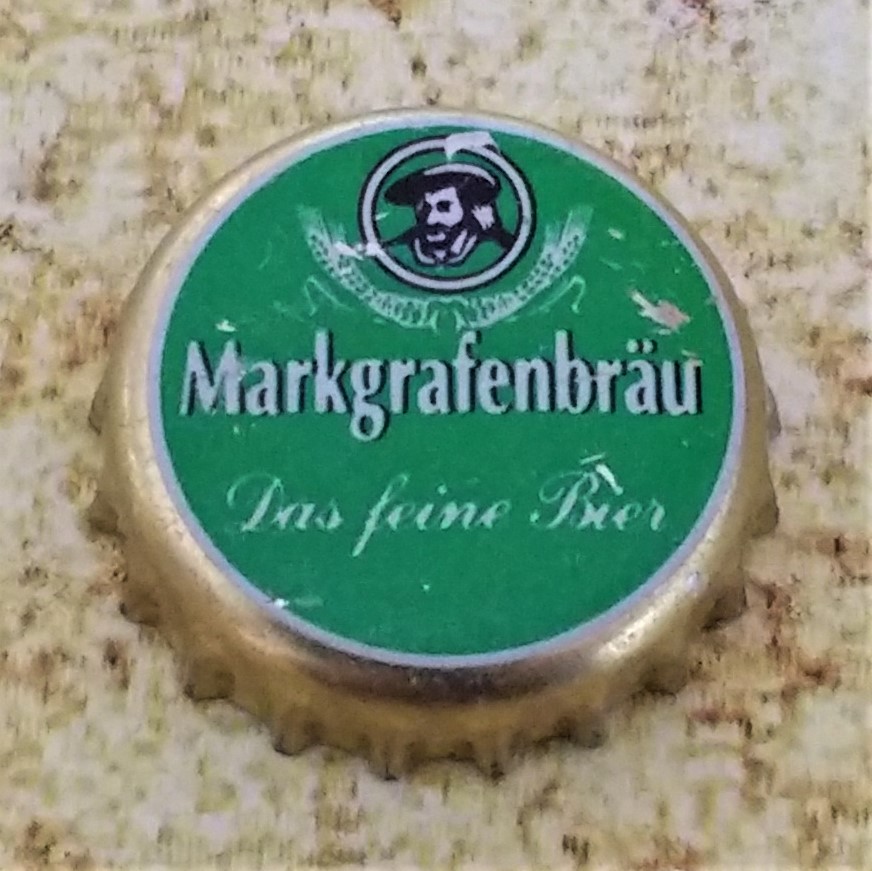 Markgrafenbräu
Das feine Bier